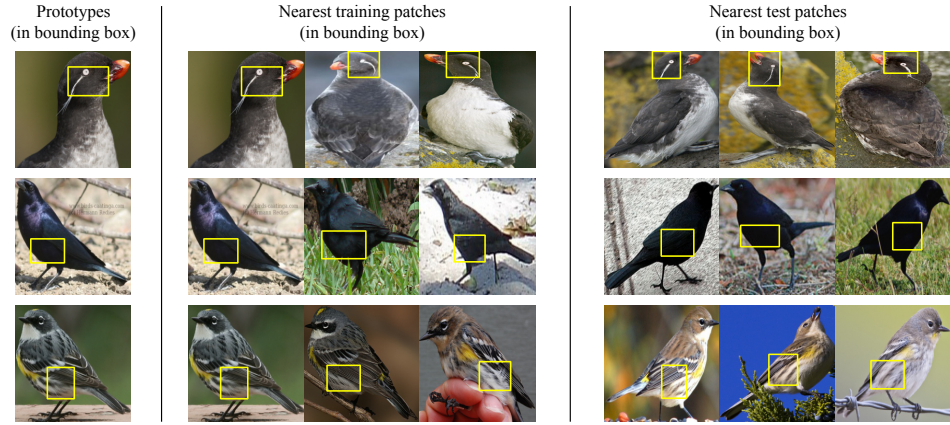 Prototypes
(in bounding box)
Nearest training patches
(in bounding box)
Nearest test patches
(in bounding box)